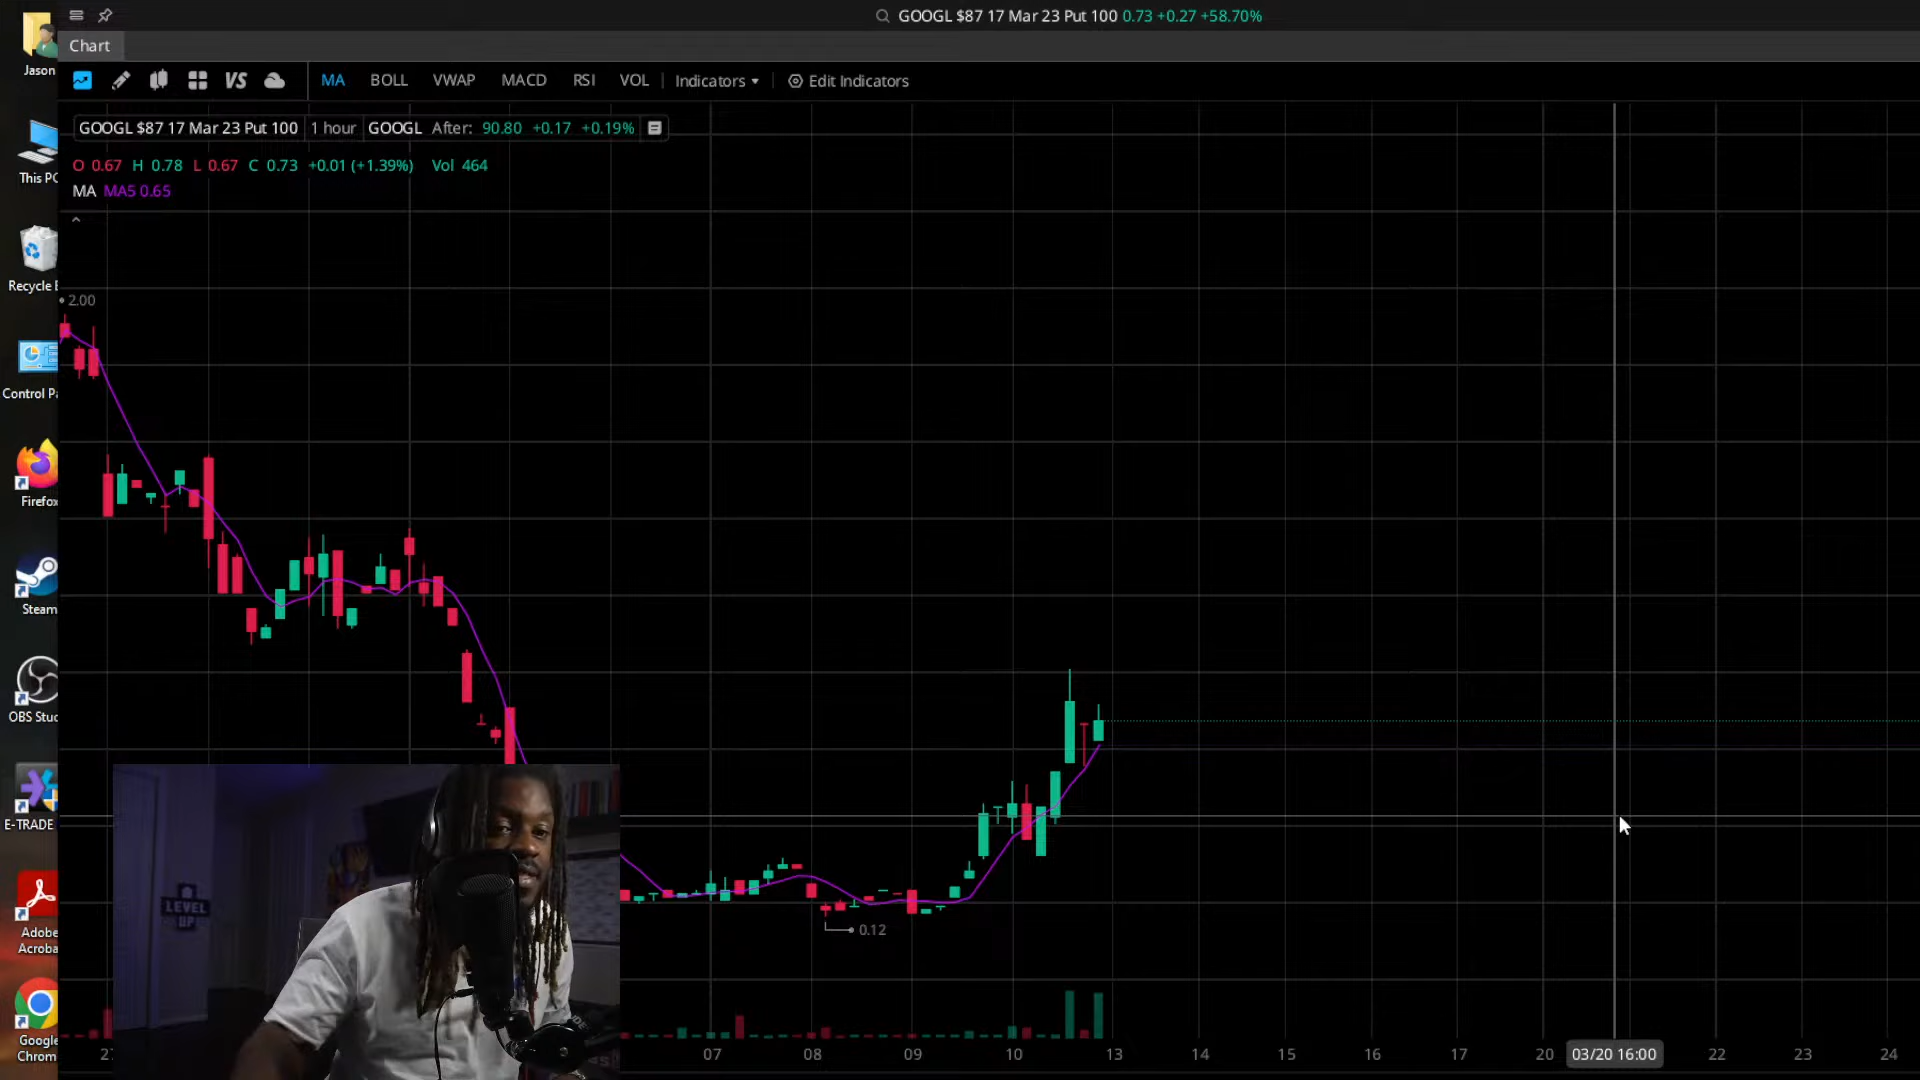 GOOGL $87 17 Mar 23 Put 100 0.73 +0.27 +58.70%
Chart
VS MA BOLL VWAP MACD RSI VOL Indicators Edit Indicators
GOOGL $87 17 Mar 23 Put 100 1 hour GOOGL After: 90.80 +0.17 +0.19%
O 0.67 H 0.78 L 0.67 C 0.73 +0.01 (+1.39%) Vol 464
MA MA5 0.65
2.00
0.12
07 08 09 10 13 14 15 16 17 20 03/20 16:00 22 23 24
Jason
This PC
Recycle
Control
Firefox
Steam
OBS
E-TRADE
Adobe
Google
LEVEL
UP